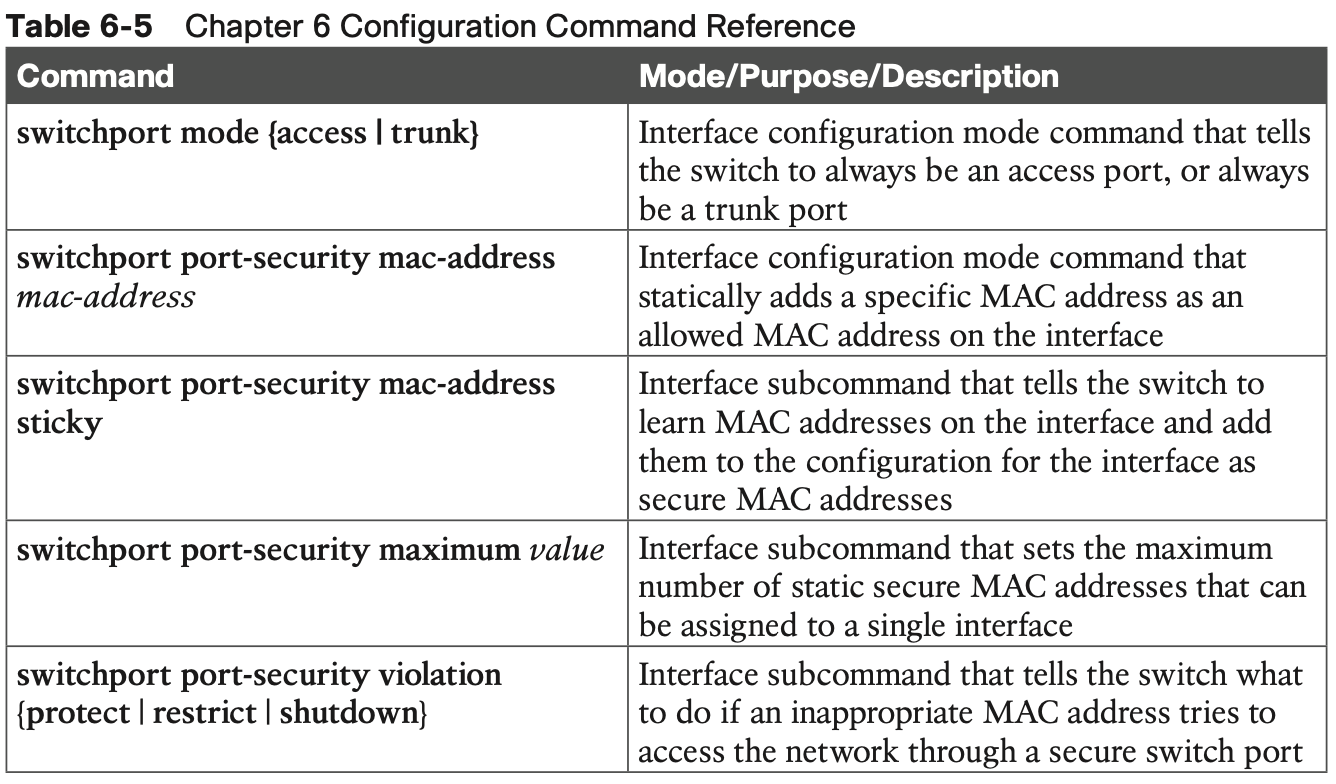 Table 6-5 Chapter 6 Configuration Command Reference
Command Mode/Purpose/Description
switchport mode {access | trunk}
Interface configuration mode command that tells
the switch to always be an access port, or always
be a trunk port
switchport port-security mac-address
mac-address
Interface configuration mode command that
statically adds a specific MAC address as an
allowed MAC address on the interface
switchport port-security mac-address
sticky
Interface subcommand that tells the switch to
learn MAC addresses on the interface and add
them to the configuration for the interface as
secure MAC addresses
switchport port-security maximum value
Interface subcommand that sets the maximum
number of static secure MAC addresses that can
be assigned to a single interface
switchport port-security violation
{protect | restrict | shutdown}
Interface subcommand that tells the switch what
to do if an inappropriate MAC address tries to
access the network through a secure switch port